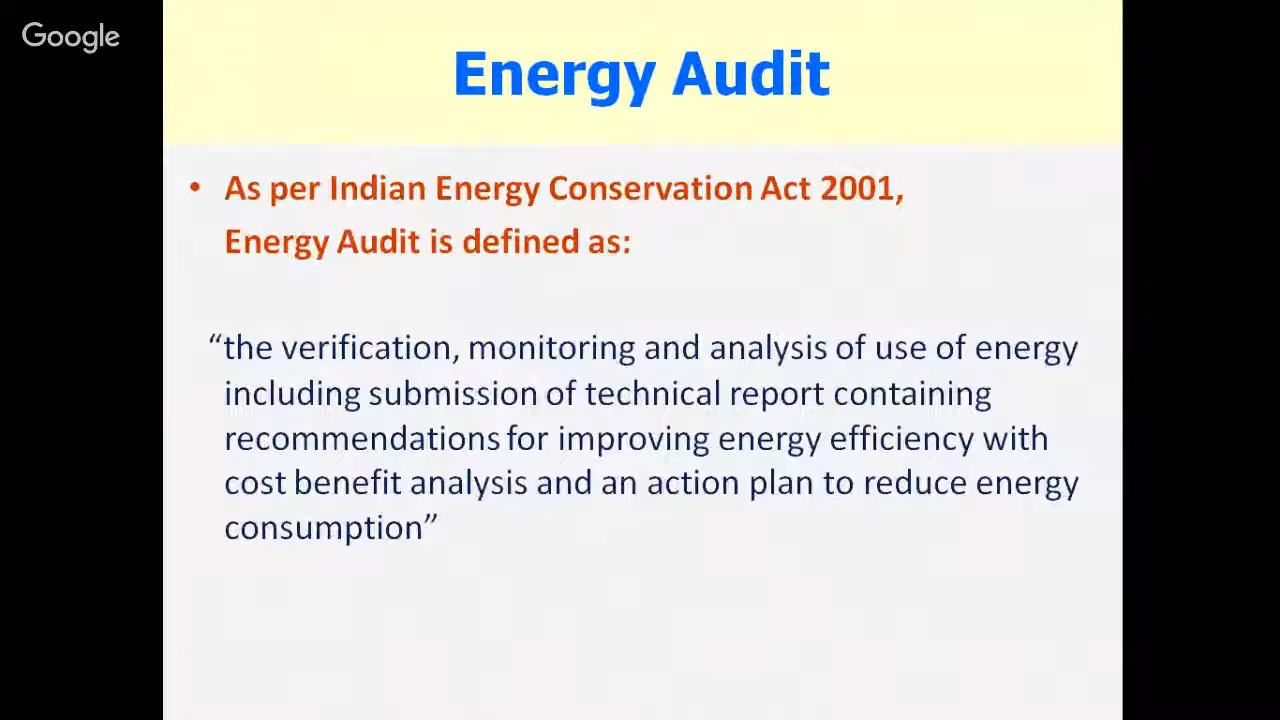 Google
Energy Audit
• As per Indian Energy Conservation Act 2001,
Energy Audit is defined as:
“the verification, monitoring and analysis of use of energy
including submission of technical report containing
recommendations for improving energy efficiency with
cost benefit analysis and an action plan to reduce energy
consumption”